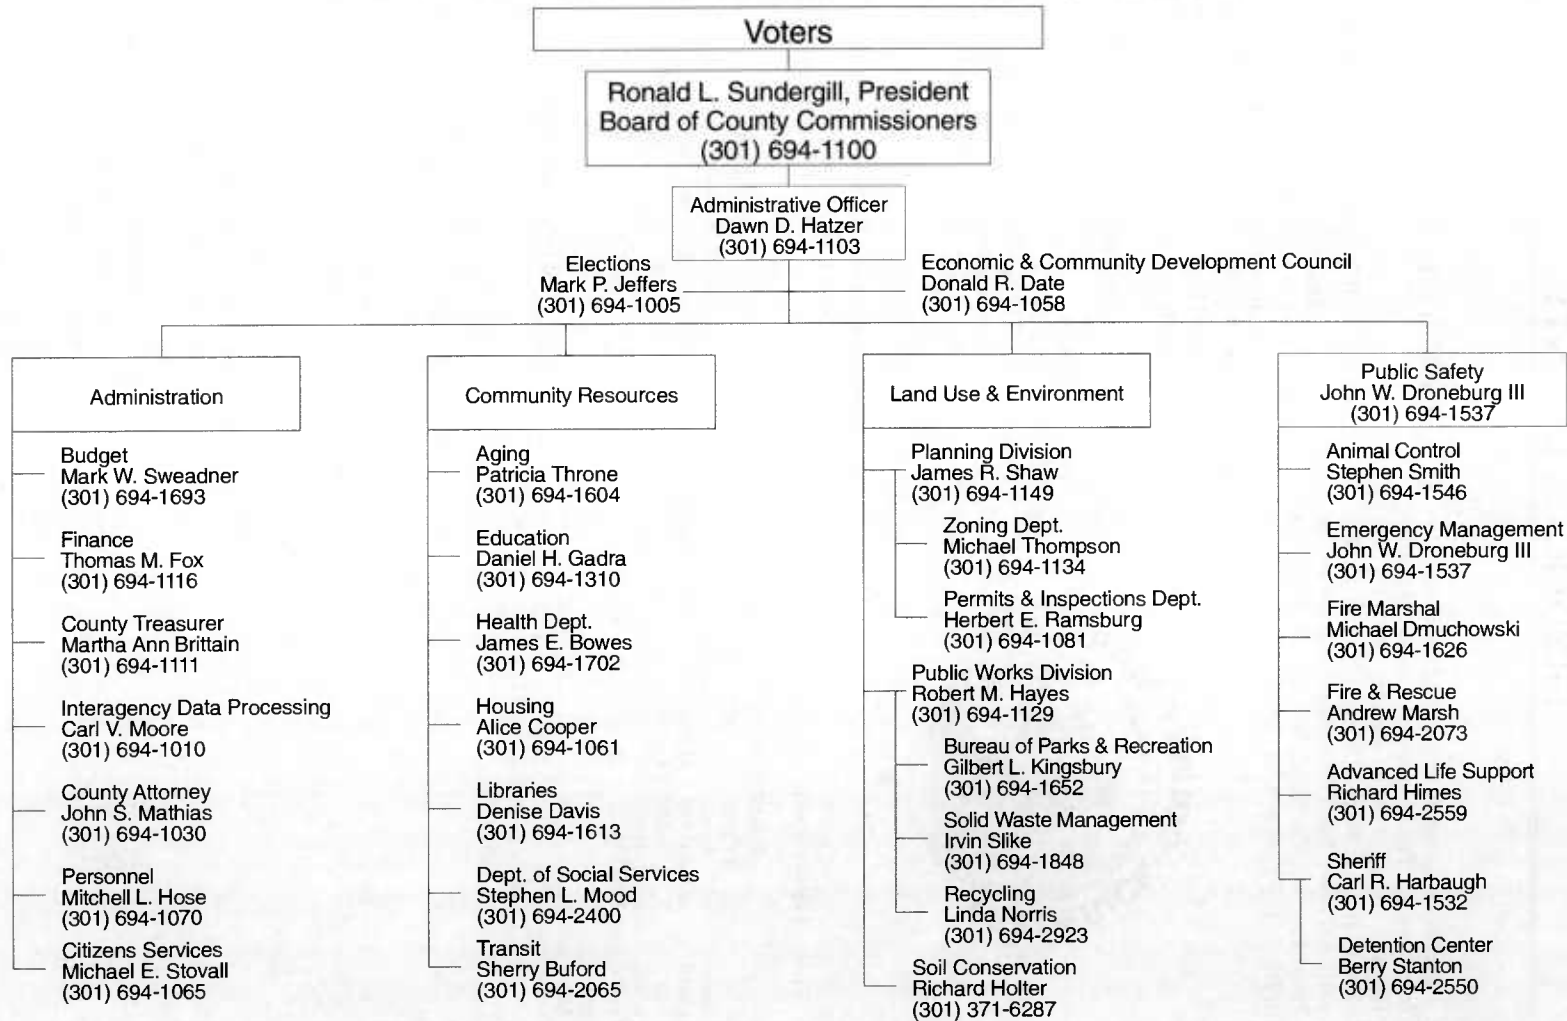 Voters
Ronald L. Sundergill, President
Board of County Commissioners
(301) 694-1100
Administrative Officer
Dawn D. Hatzer
(301) 694-1103
Elections
Mark P. Jeffers
(301) 694-1005
Economic & Community Development Council
Donald R. Date
(301) 694-1058
Administration
Budget
Mark W. Sweadner
(301) 694-1693
Finance
Thomas M. Fox
(301) 694-1116
County Treasurer
Martha Ann Brittain
(301) 694-1111
Interagency Data Processing
Carl V. Moore
(301) 694-1010
County Attorney
John S. Mathias
(301) 694-1030
Personnel
Mitchell L. Hose
(301) 694-1070
Citizens Services
Michael E. Stovall
(301) 694-1065
Community Resources
Aging
Patricia Throne
(301) 694-1604
Education
Daniel H. Gadra
(301) 694-1310
Health Dept.
James E. Bowes
(301) 694-1702
Housing
Alice Cooper
(301) 694-1061
Libraries
Denise Davis
(301) 694-1613
Dept. of Social Services
Stephen L. Mood
(301) 694-2400
Transit
Sherry Buford
(301) 694-2065
Land Use & Environment
Planning Division
James R. Shaw
(301) 694-1149
Zoning Dept.
Michael Thompson
(301) 694-1134
Permits & Inspections Dept.
Herbert E. Ramsburg
(301) 694-1081
Public Works Division
Robert M. Hayes
(301) 694-1129
Bureau of Parks & Recreation
Gilbert L. Kingsbury
(301) 694-1652
Solid Waste Management
Irvin Slike
(301) 694-1848
Recycling
Linda Norris
(301) 694-2923
Soil Conservation
Richard Holter
(301) 371-6287
Public Safety
John W. Droneburg III
(301) 694-1537
Animal Control
Stephen Smith
(301) 694-1546
Emergency Management
John W. Droneburg III
(301) 694-1537
Fire Marshal
Michael Dmuchowski
(301) 694-1626
Fire & Rescue
Andrew Marsh
(301) 694-2073
Advanced Life Support
Richard Himes
(301) 694-2559
Sheriff
Carl R. Harbaugh
(301) 694-1532
Detention Center
Berry Stanton
(301) 694-2550